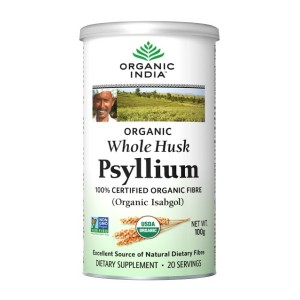 ORGANIC
INDIA
ORGANIC
Whole Husk
Psyllium
100% CERTIFIED ORGANIC FIBRE
(Organic Isabgol)
USDA
ORGANIC
NET WT.
100g
Excellent Source of Natural Dietary Fibre
DIETARY SUPPLEMENT • 20 SERVINGS